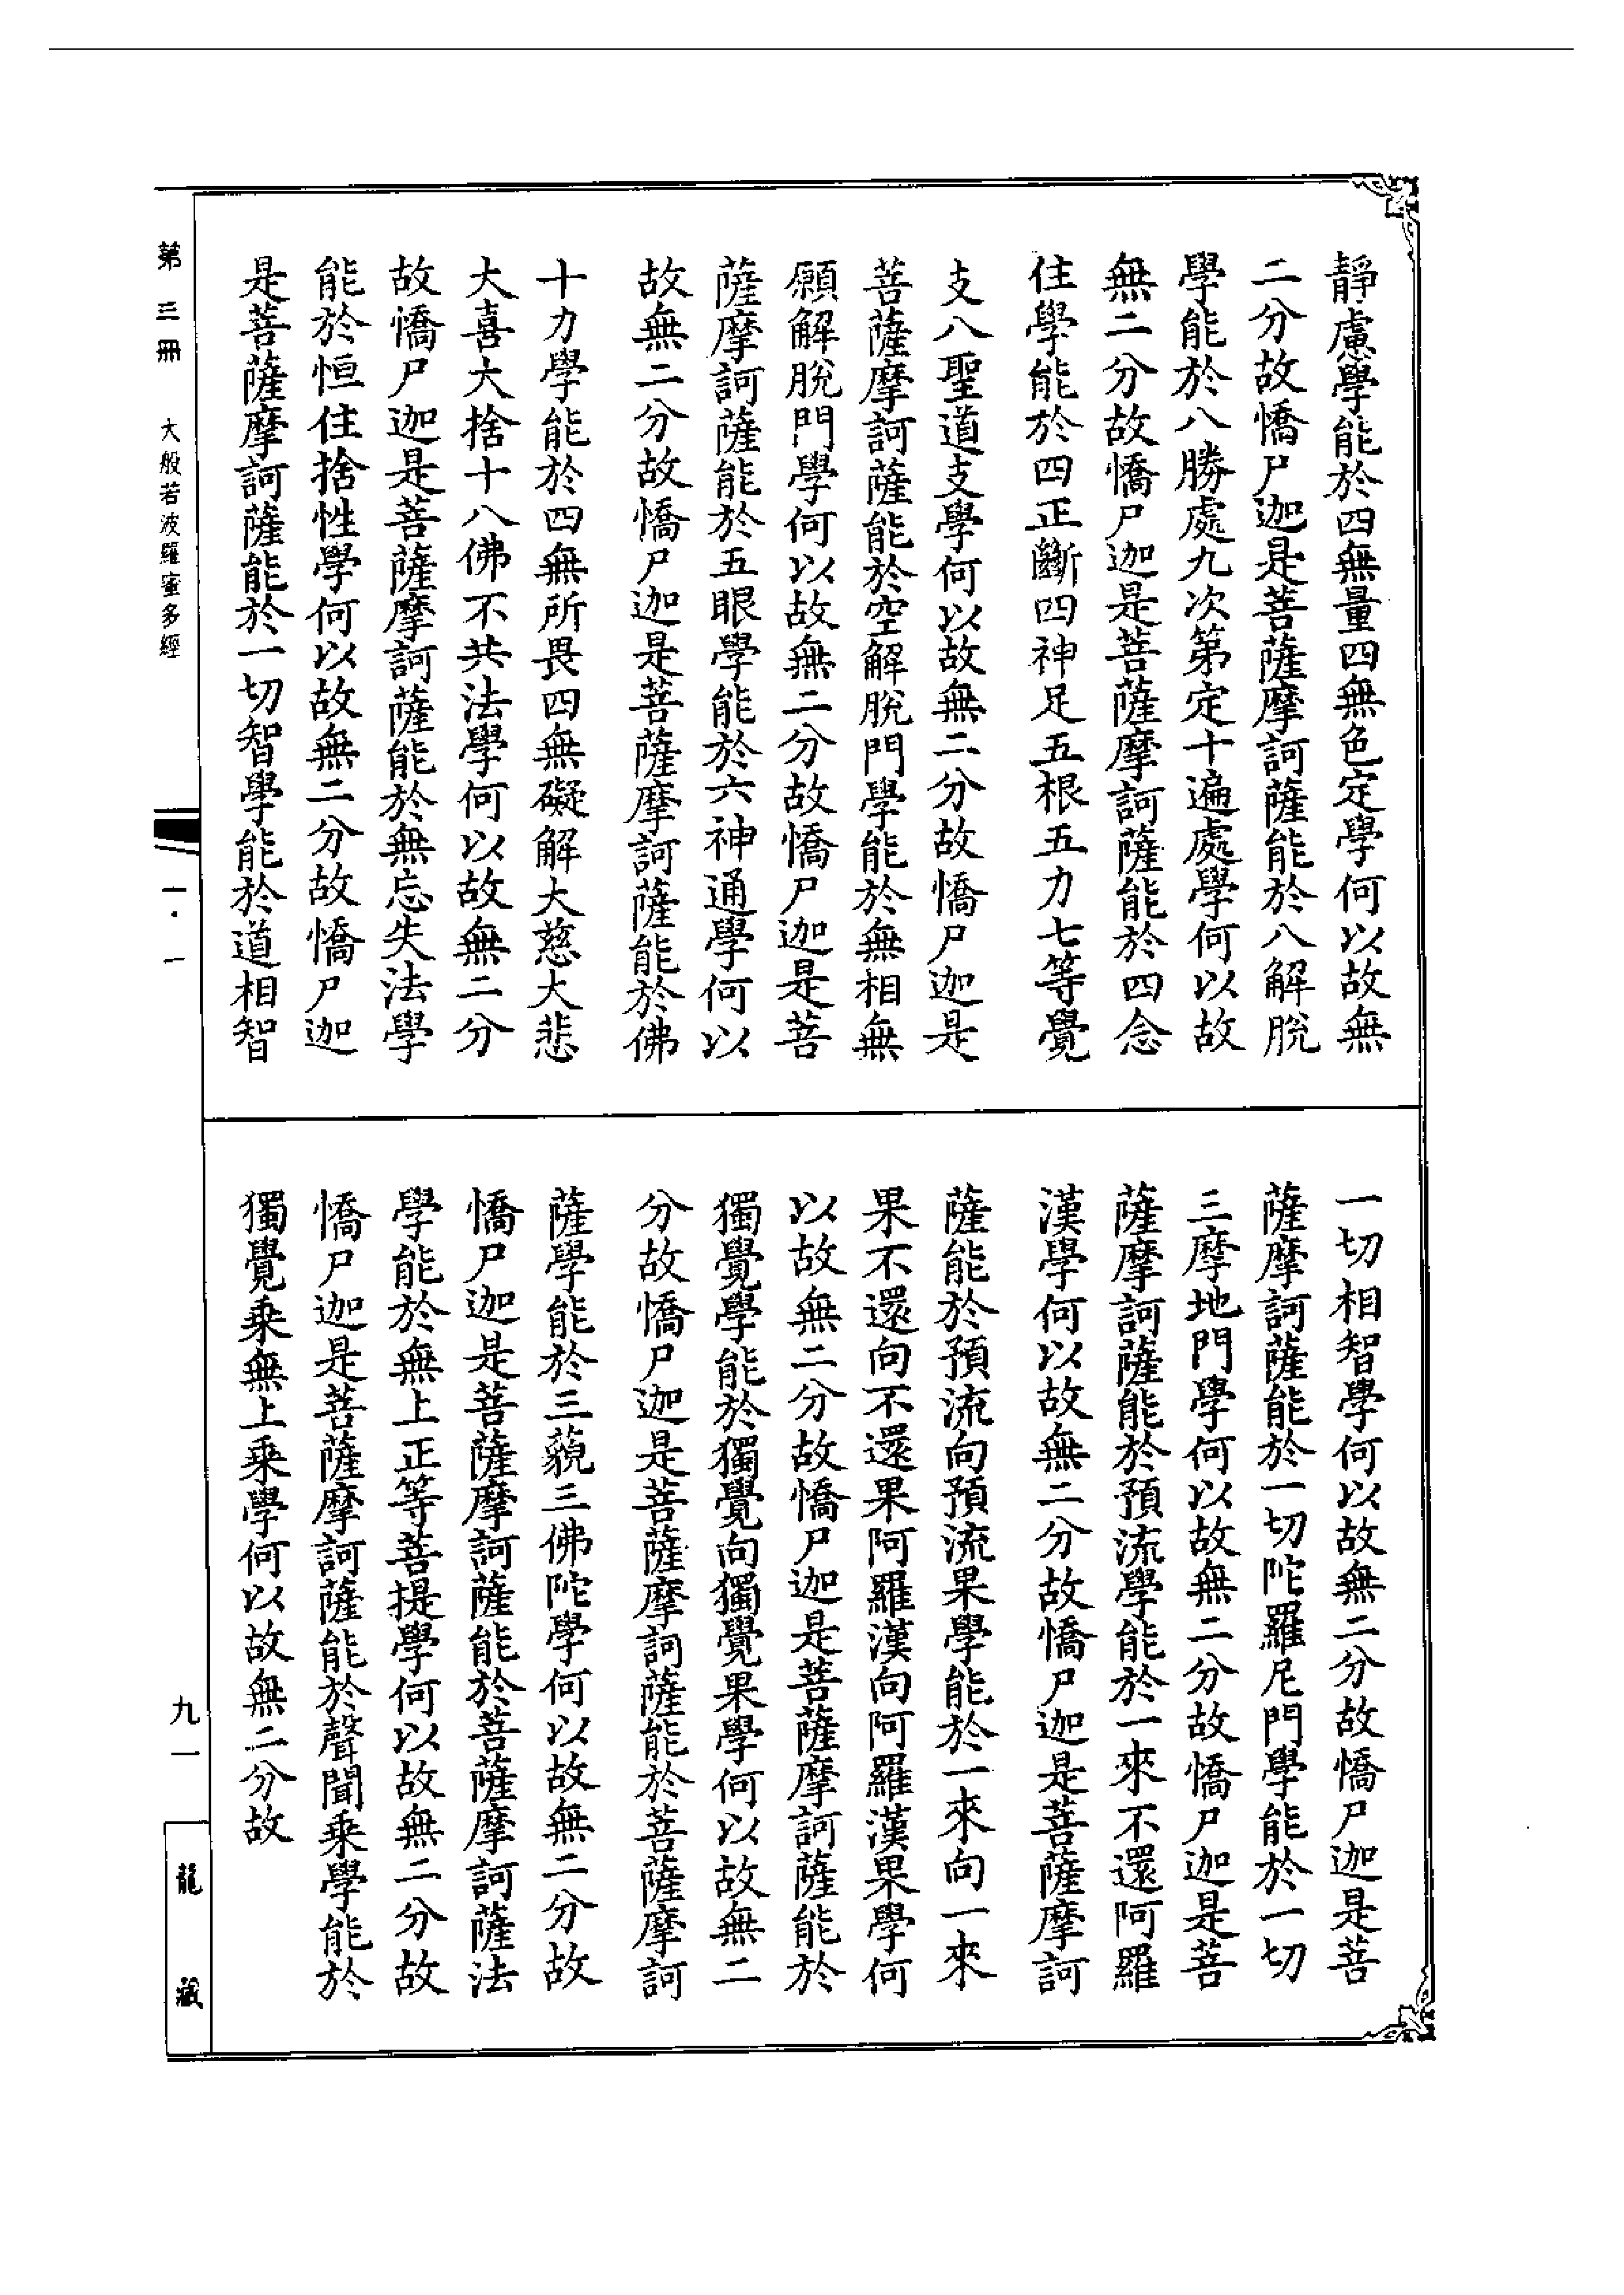 靜慮學能於四無量四無色定學何以故無
二分故憍尸迦是菩薩摩訶薩能於八解脫
學能於八勝處九次第定十遍處學何以故
無二分故憍尸迦是菩薩摩訶薩能於四念
住學能於四正斷四神足五根五力七等覺
支八聖道支學何以故無二分故憍尸迦是
菩薩摩訶薩能於空解脫門學能於無相無
願解脫門學何以故無二分故憍尸迦是菩
薩摩訶薩能於五眼學能於六神通學何以
故無二分故憍尸迦是菩薩摩訶薩能於佛
十力學能於四無所畏四無礙解大慈大悲
大喜大捨十八佛不共法學何以故無二分
故憍尸迦是菩薩摩訶薩能於無忘失法學
能於恒住捨性學何以故無二分故憍尸迦
是菩薩摩訶薩能於一切智學能於道相智
一切相智學何以故無二分故憍尸迦是菩
薩摩訶薩能於一切陀羅尼門學能於一切
三摩地門學何以故無二分故憍尸迦是菩
薩摩訶薩能於預流學能於一來不還阿羅
漢學何以故無二分故憍尸迦是菩薩摩訶
薩能於預流向預流果學能於一來向一來
果不還向不還果阿羅漢向阿羅漢果學何
以故無二分故憍尸迦是菩薩摩訶薩能於
獨覺學能於獨覺向獨覺果學何以故無二
分故憍尸迦是菩薩摩訶薩能於菩薩摩訶
薩學能於三藐三佛陀學何以故無二分故
憍尸迦是菩薩摩訶薩能於菩薩摩訶薩法
學能於無上正等菩提學何以故無二分故
憍尸迦是菩薩摩訶薩能於聲聞乘學能於
獨覺乘無上乘學何以故無二分故
第三冊 大般若波羅蜜多經 一·一 九一 龍藏